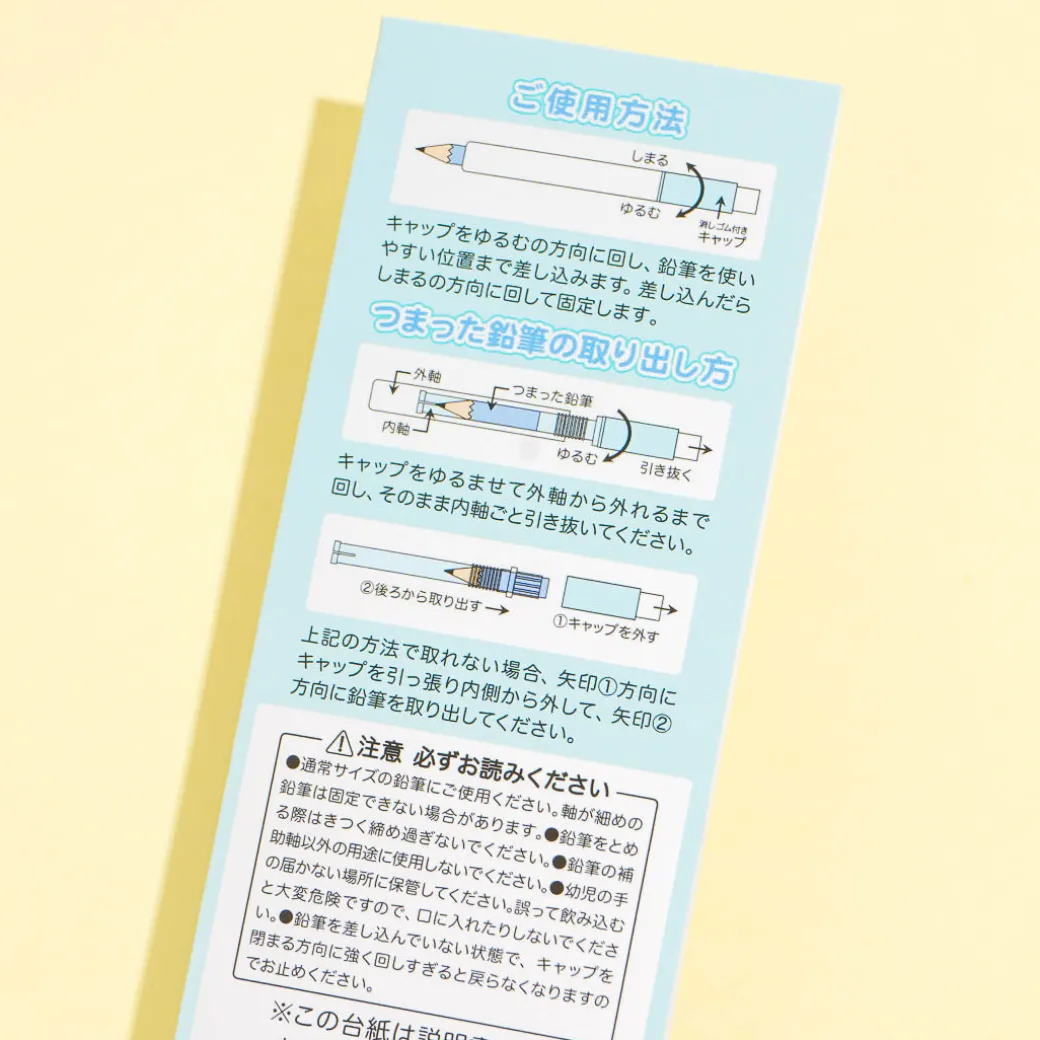 ご使用方法
しまる
ゆるむ
消しゴム付き
キャップ
キャップをゆるむの方向に回し、鉛筆を使い
やすい位置まで差し込みます。差し込んだら
しまるの方向に回して固定します。
つまった鉛筆の取り出し方
外軸
つまった鉛筆
内軸
ゆるむ
引き抜く
キャップをゆるませて外軸から外れるまで
回し、そのまま内軸ごと引き抜いてください。
②後ろから取り出す
①キャップを外す
上記の方法で取れない場合、矢印①方向に
キャップを引っ張り内側から外して、矢印②
方向に鉛筆を取り出してください。
注意 必ずお読みください
●通常サイズの鉛筆にご使用ください。軸が細めの
鉛筆は固定できない場合があります。●鉛筆をとめ
る際はきつく締め過ぎないでください。●鉛筆の補
助軸以外の用途に使用しないでください。●幼児の手
の届かない場所に保管してください。誤って飲み込む
と大変危険ですので、口に入れたりしないでくださ
い。●鉛筆を差し込んでいない状態で、キャップを
閉まる方向に強く回しすぎると戻らなくなりますの
でお止めください。
※この台紙は説明